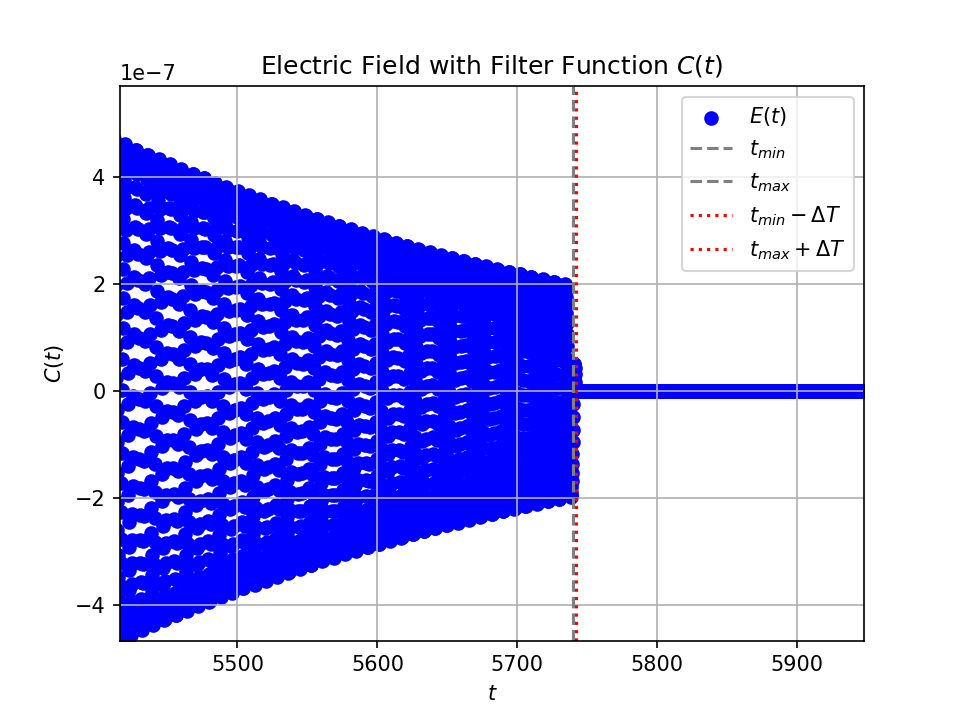 Electric Field with Filter Function C(t)
1e−7
4
2
0
−2
−4
C(t)
5500
5600
5700
5800
5900
t
E(t)
t_min
t_max
t_min − ΔT
t_max + ΔT